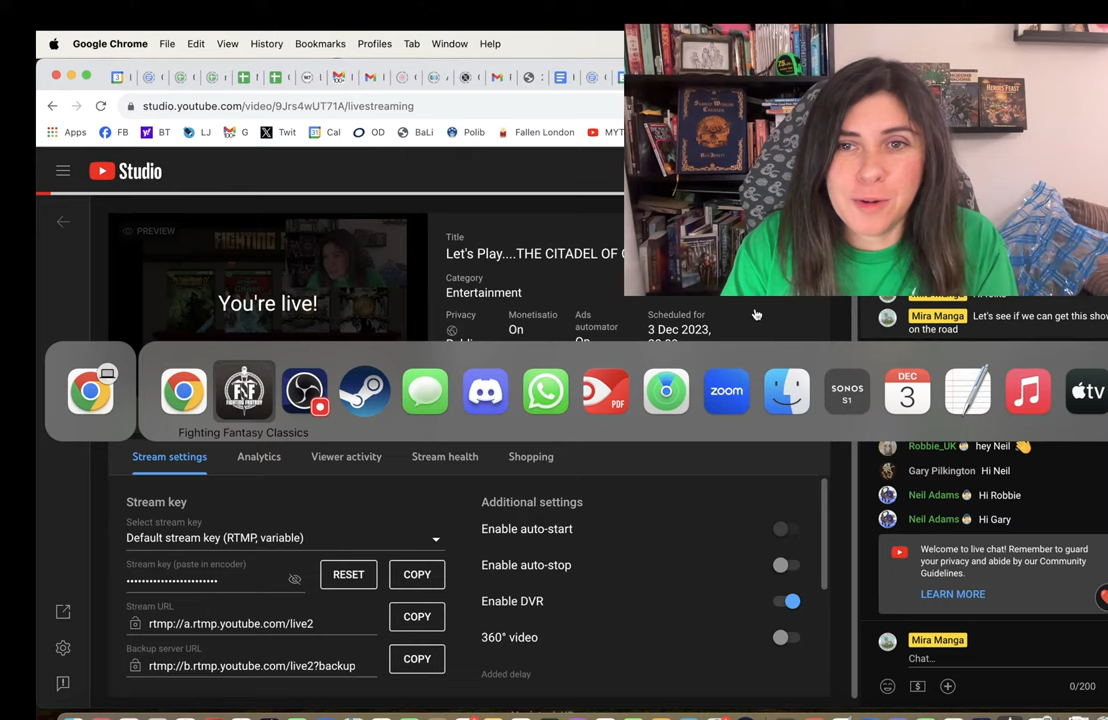 Google Chrome File Edit View History Bookmarks Profiles Tab Window Help
studio.youtube.com/video/9Jrs4wUT71A/livestreaming
Apps FB BT LJ G Twit Cal OD BaLi Polib Fallen London MYT
Studio
PREVIEW
FIGHTING
You're live!
Title
Let's Play....THE CITADEL OF
Category
Entertainment
Privacy
Monetisatio
On
Ads
automator
Scheduled for
3 Dec 2023,
Mira Manga
Mira Manga Let's see if we can get this show
on the road
FIGHTING FANTASY
PDF
zoom
SONOS
S1
DEC
3
tv
Fighting Fantasy Classics
Robbie_UK hey Neil
Gary Pilkington Hi Neil
Neil Adams Hi Robbie
Neil Adams Hi Gary
Welcome to live chat! Remember to guard
your privacy and abide by our Community
Guidelines.
LEARN MORE
Stream settings Analytics Viewer activity Stream health Shopping
Stream key
Select stream key
Default stream key (RTMP, variable)
Stream key (paste in encoder)
RESET COPY
Stream URL
rtmp://a.rtmp.youtube.com/live2
COPY
Backup server URL
rtmp://b.rtmp.youtube.com/live2?backup
COPY
Additional settings
Enable auto-start
Enable auto-stop
Enable DVR
360° video
Added delay
Mira Manga
Chat...
0/200